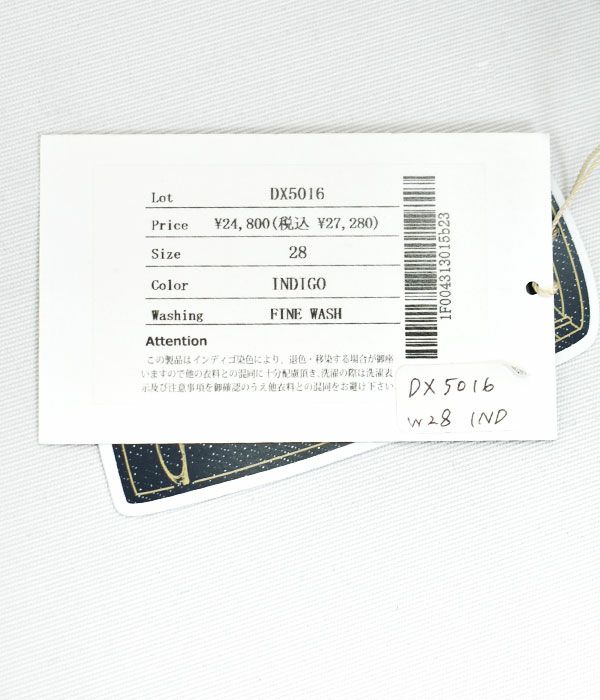 Lot DX5016
Price ¥24,800(税込 ¥27,280)
Size 28
Color INDIGO
Washing FINE WASH
Attention
この製品はインディゴ染色により、退色・移染する場合が御座
いますので他の衣料との混同に十分配慮頂き、洗濯の際は洗濯表
示及び注意事項を御確認のうえ他衣料との混同をお避け下さい。
1F004313015b23
DX5016
W28 IND